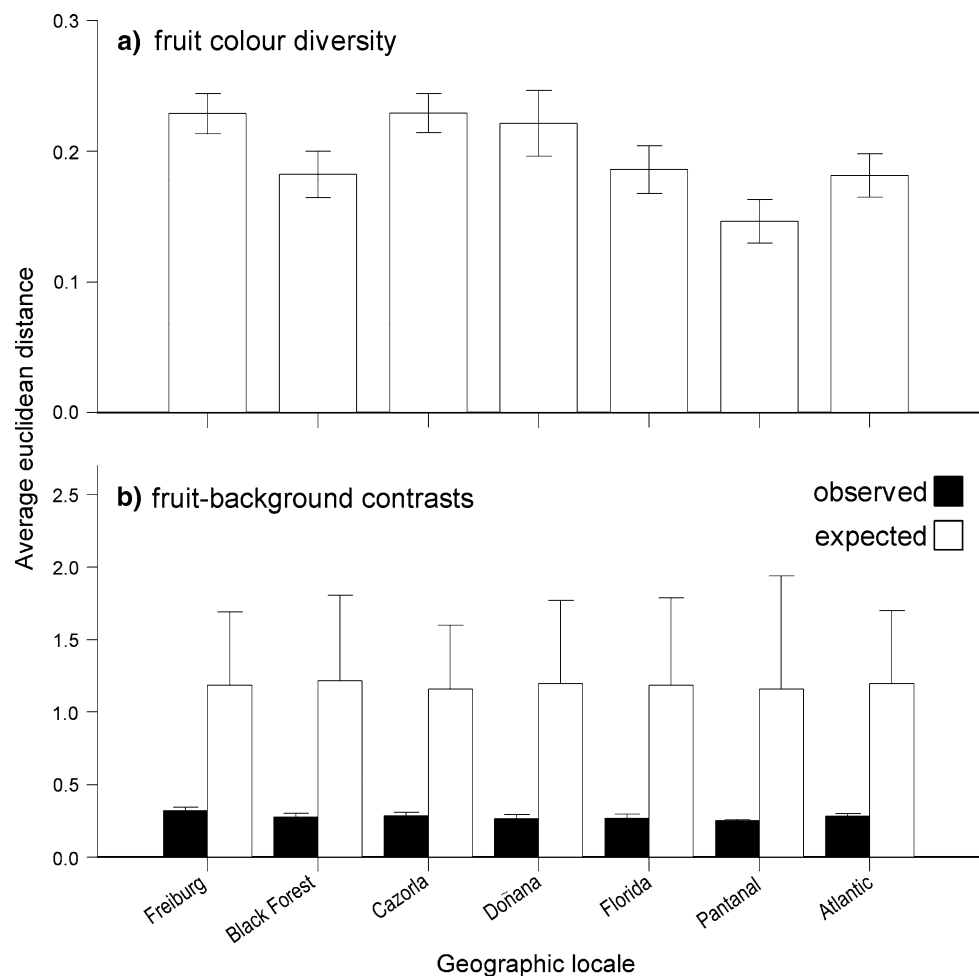 Average euclidean distance
a) fruit colour diversity
0.3
0.2
0.1
0.0
b) fruit-background contrasts
observed
expected
2.5
2.0
1.5
1.0
0.5
0.0
Freiburg
Black Forest
Cazorla
Doñana
Florida
Pantanal
Atlantic
Geographic locale